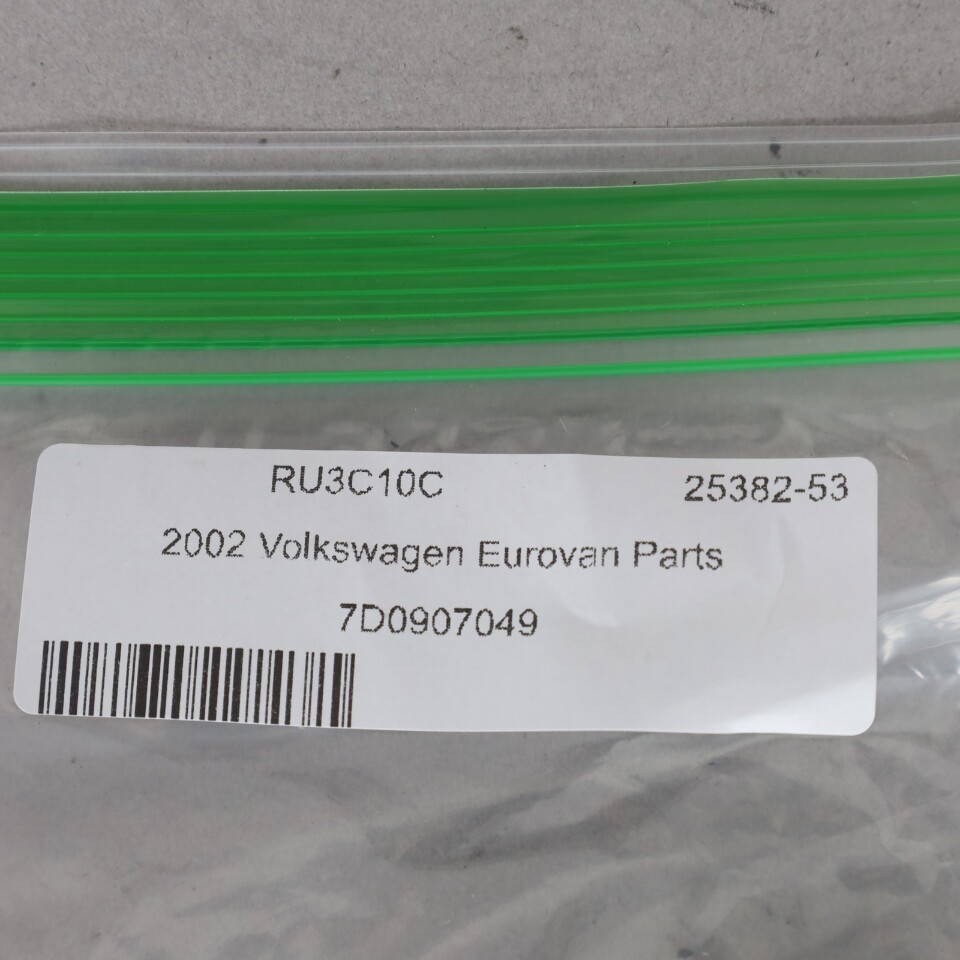 RU3C10C 25382-53
2002 Volkswagen Eurovan Parts
7D0907049